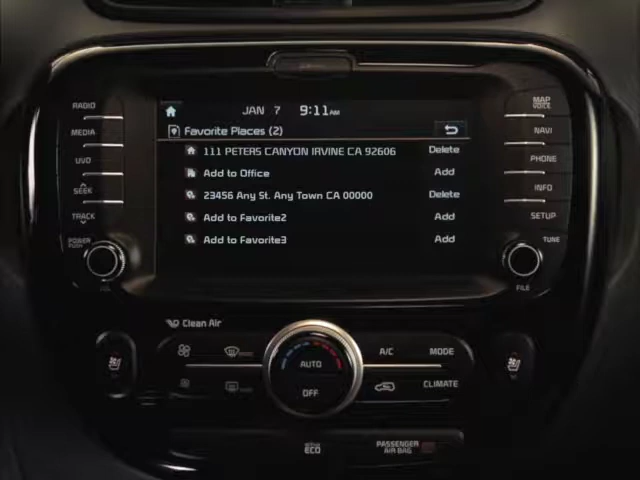 RADIO
MEDIA
UVO
SEEK
TRACK
POWER
PUSH
JAN 7 9:11AM
Favorite Places (2)
111 PETERS CANYON IRVINE CA 92606 Delete
Add to Office Add
23456 Any St. Any Town CA 00000 Delete
Add to Favorite2 Add
Add to Favorite3 Add
MAP
VOICE
NAVI
PHONE
INFO
SETUP
TUNE
FILE
Clean Air
AUTO
OFF
A/C
MODE
CLIMATE
ECO
PASSENGER
AIR BAG